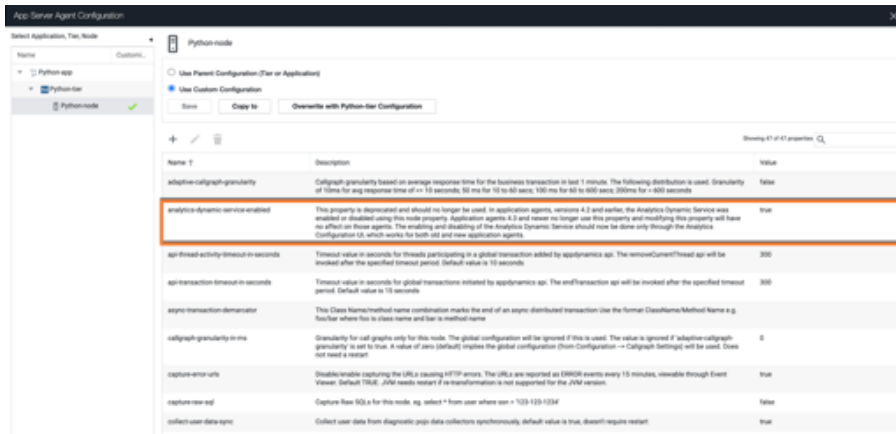 App Server Agent Configuration
Select Application, Tier, Node
Name Customi...
Python-app
Python-tier
Python-node
Python-node
Use Parent Configuration (Tier or Application)
Use Custom Configuration
Save Copy to Overwrite with Python-tier Configuration
Showing 47 of 47 properties
Name ↑ Description Value
adaptive-callgraph-granularity Callgraph granularity based on average response time for the business transaction in last 1 minute. The following distribution is used. Granularity false
of 10ms for avg response time of <= 10 seconds; 50 ms for 10 to 60 secs; 100 ms for 60 to 600 secs; 200ms for > 600 seconds
analytics-dynamic-service-enabled This property is deprecated and should no longer be used. In application agents, versions 4.2 and earlier, the Analytics Dynamic Service was true
enabled or disabled using this node property. Application agents 4.3 and newer no longer use this property and modifying this property will have
no affect on those agents. The enabling and disabling of the Analytics Dynamic Service should now be done only through the Analytics
Configuration UI, which works for both old and new application agents.
api-thread-activity-timeout-in-seconds Timeout value in seconds for threads participating in a global transaction added by appdynamics api. The removeCurrentThread api will be 300
invoked after the specified timeout period. Default value is 10 seconds
api-transaction-timeout-in-seconds Timeout value in seconds for global transactions initiated by appdynamics api. The endTransaction api will be invoked after the specified timeout 300
period. Default value is 10 seconds
async-transaction-demarcator This Class Name/method name combination marks the end of an async distributed transaction Use the format ClassName/Method Name e.g.
foo/bar where foo is class name and bar is method name
callgraph-granularity-in-ms Granularity for call graphs only for this node. The global configuration will be ignored if this is used. The value is ignored if 'adaptive-callgraph- 0
granularity' is set to true. A value of zero (default) implies the global configuration (from Configuration --> Callgraph Settings) will be used. Does
not need a restart
capture-error-urls Disable/enable capturing the URLs causing HTTP errors. The URLs are reported as ERROR events every 15 minutes, viewable through Event true
Viewer. Default TRUE. JVM needs restart if re-transformation is not supported for the JVM version.
capture-raw-sql Capture Raw SQLs for this node. eg. select * from user where ssn = '123-123-1234' false
collect-user-data-sync Collect user data from diagnostic pojo data collectors synchronously, default value is true, doesn't require restart true